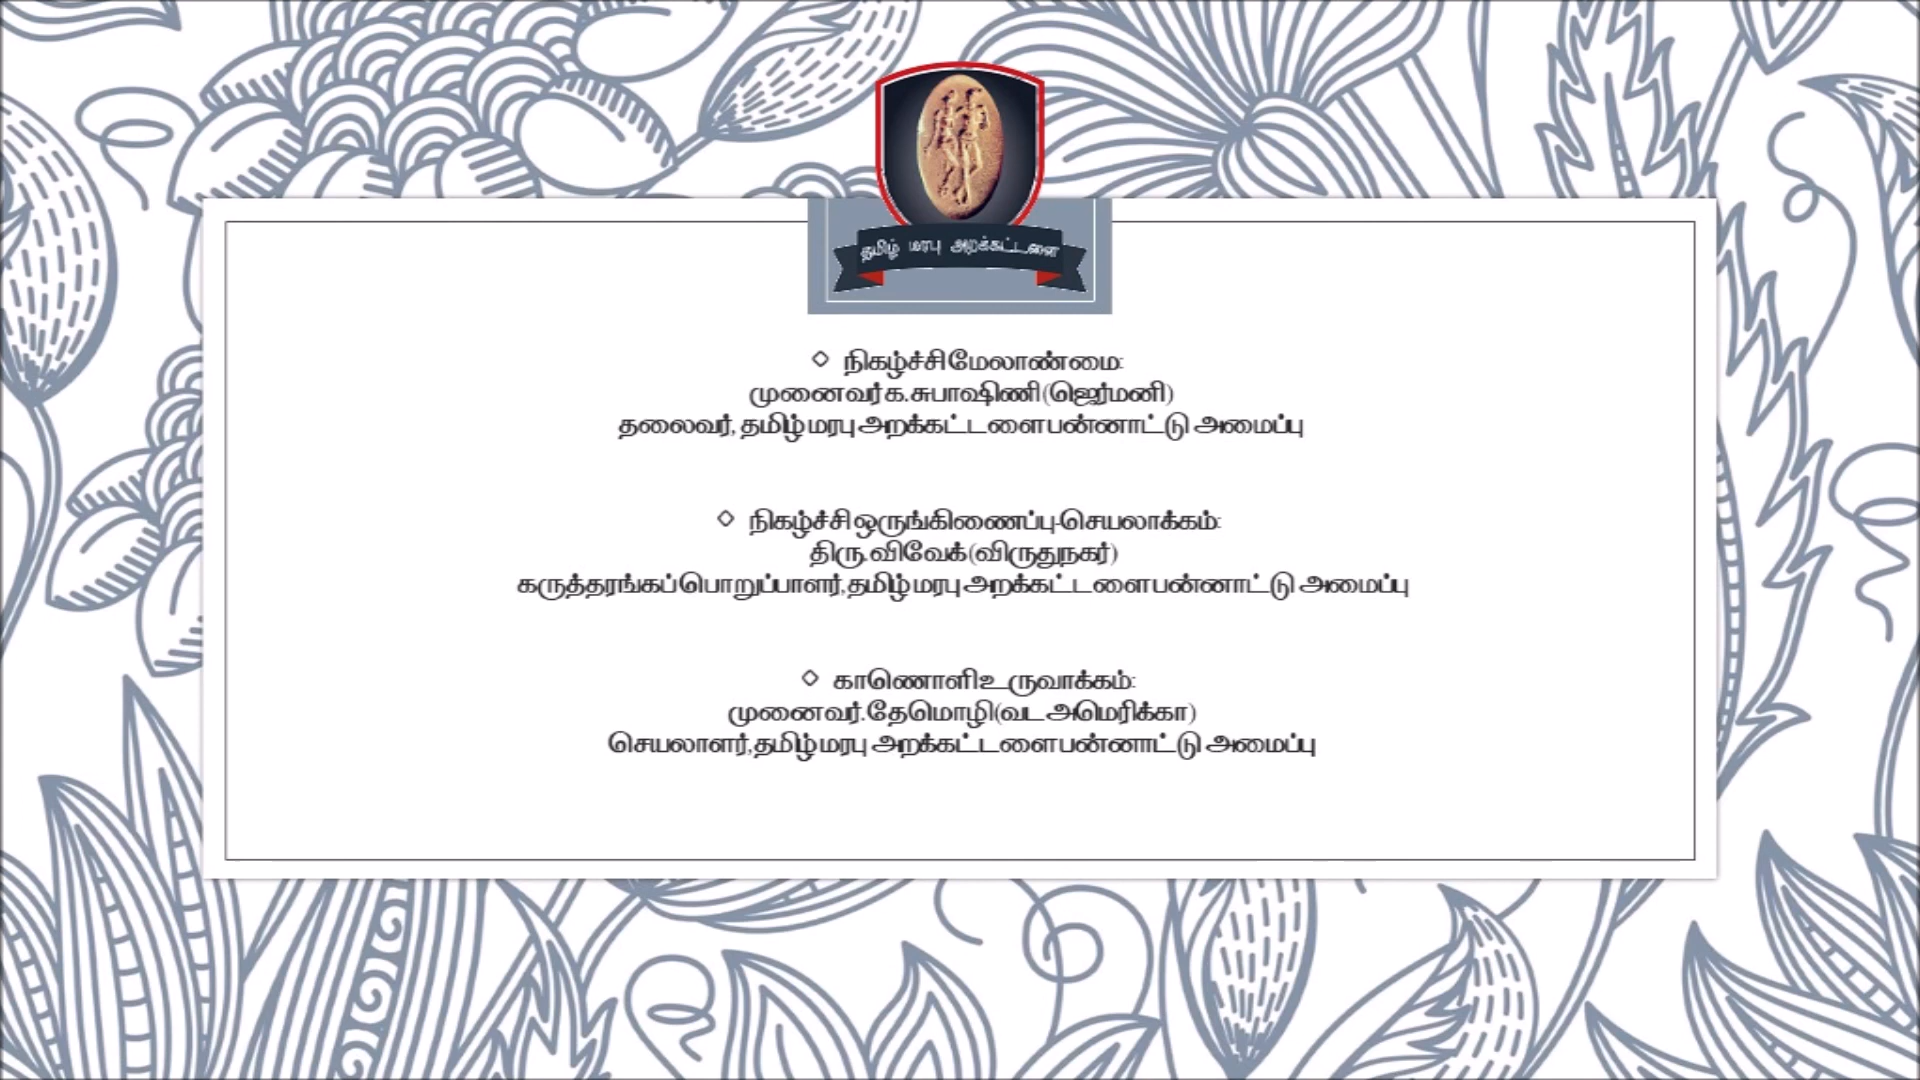 தமிழ் மரபு அறக்கட்டளை
◇ நிகழ்ச்சி மேலாண்மை:
முனைவர் க. சுபாஷிணி (ஜெர்மனி)
தலைவர், தமிழ் மரபு அறக்கட்டளை பன்னாட்டு அமைப்பு
◇ நிகழ்ச்சி ஒருங்கிணைப்பு-செயலாக்கம்:
திரு. விவேக் (விருதுநகர்)
கருத்தரங்கப் பொறுப்பாளர், தமிழ் மரபு அறக்கட்டளை பன்னாட்டு அமைப்பு
◇ காணொளி உருவாக்கம்:
முனைவர். தேமொழி (வட அமெரிக்கா)
செயலாளர், தமிழ் மரபு அறக்கட்டளை பன்னாட்டு அமைப்பு